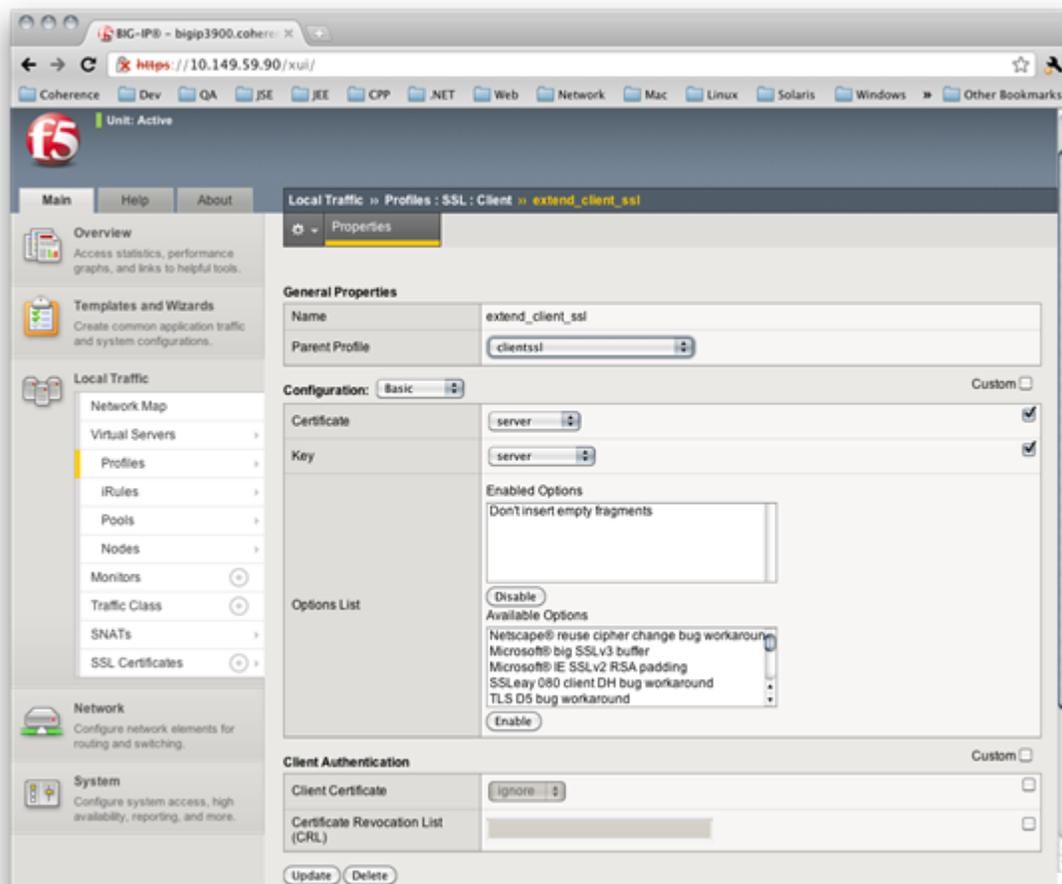 BIG-IP® – bigip3900.cohere
https://10.149.59.90/xui/
Coherence Dev QA JSE JEE CPP .NET Web Network Mac Linux Solaris Windows » Other Bookmarks
f5
Unit: Active
Main Help About
Local Traffic » Profiles : SSL : Client » extend_client_ssl
Properties
Overview
Access statistics, performance
graphs, and links to helpful tools.
Templates and Wizards
Create common application traffic
and system configurations.
Local Traffic
Network Map
Virtual Servers
Profiles
iRules
Pools
Nodes
Monitors
Traffic Class
SNATs
SSL Certificates
Network
Configure network elements for
routing and switching.
System
Configure system access, high
availability, reporting, and more.
General Properties
Name extend_client_ssl
Parent Profile clientssl
Configuration: Basic Custom
Certificate server
Key server
Options List
Enabled Options
Don't insert empty fragments
Disable
Available Options
Netscape® reuse cipher change bug workaroun
Microsoft® big SSLv3 buffer
Microsoft® IE SSLv2 RSA padding
SSLeay 080 client DH bug workaround
TLS D5 bug workaround
Enable
Client Authentication Custom
Client Certificate ignore
Certificate Revocation List
(CRL)
Update Delete